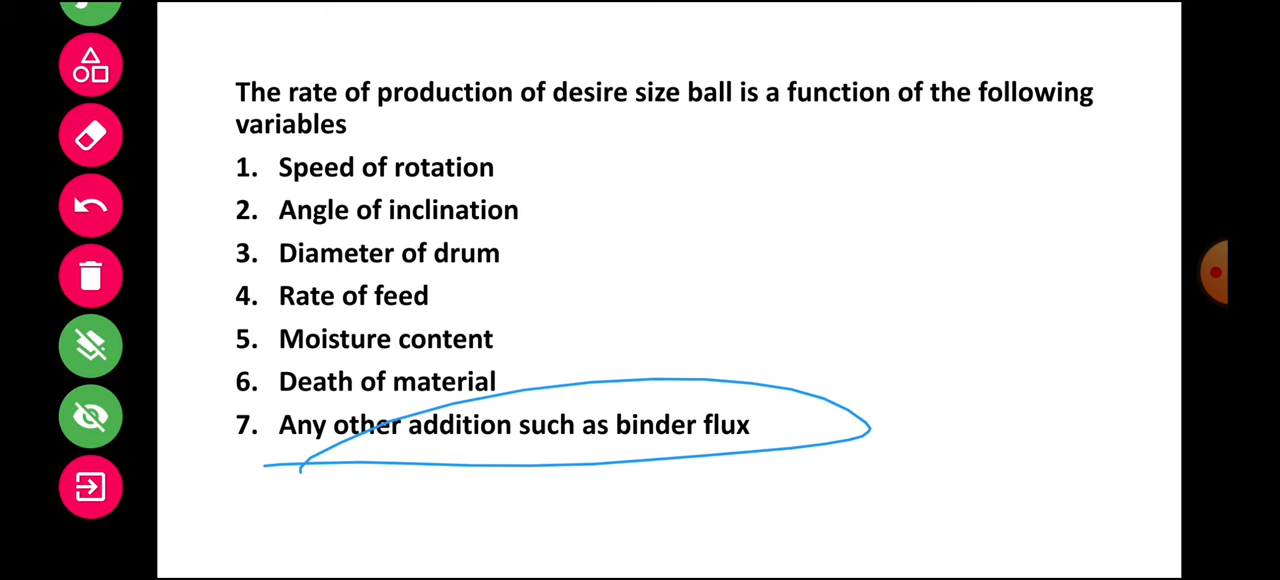 The rate of production of desire size ball is a function of the following
variables
1. Speed of rotation
2. Angle of inclination
3. Diameter of drum
4. Rate of feed
5. Moisture content
6. Death of material
7. Any other addition such as binder flux